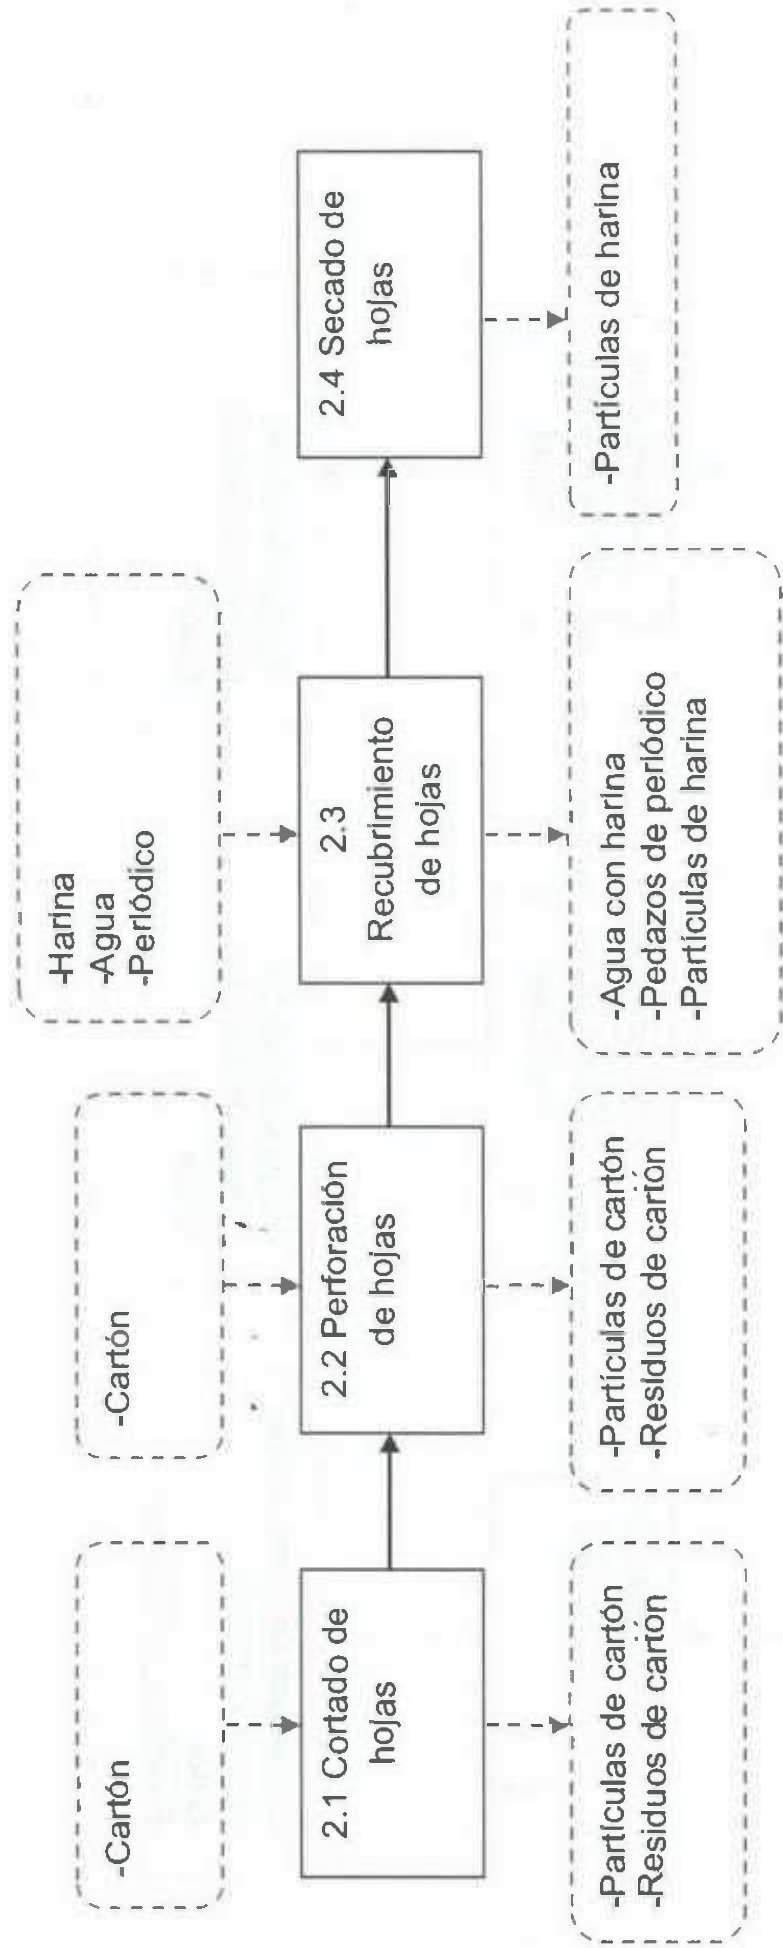 -Cartón
-Cartón
-Harina
-Agua
-Periódico
2.1 Cortado de
hojas
2.2 Perforación
de hojas
2.3
Recubrimiento
de hojas
2.4 Secado de
hojas
-Partículas de cartón
-Residuos de cartón
-Partículas de cartón
-Residuos de cartón
-Agua con harina
-Pedazos de periódico
-Partículas de harina
-Partículas de harina